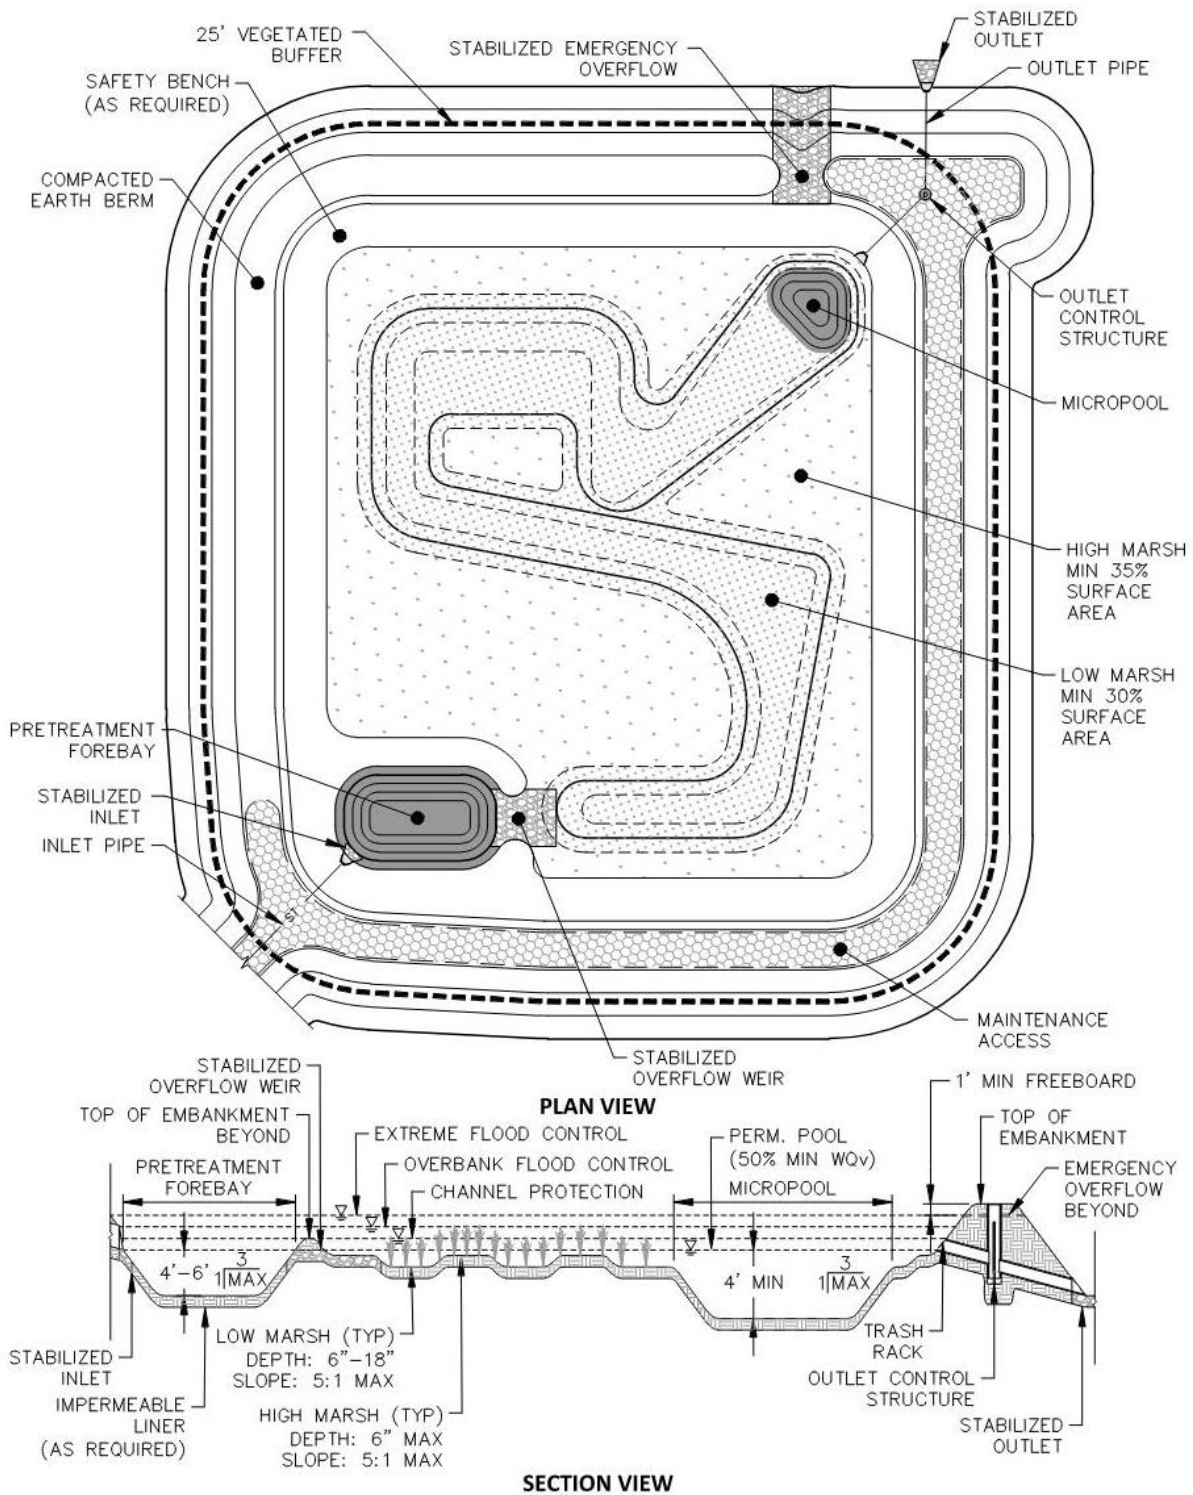 25' VEGETATED
BUFFER
STABILIZED EMERGENCY
OVERFLOW
STABILIZED
OUTLET
OUTLET PIPE
SAFETY BENCH
(AS REQUIRED)
COMPACTED
EARTH BERM
OUTLET
CONTROL
STRUCTURE
MICROPOOL
HIGH MARSH
MIN 35%
SURFACE
AREA
LOW MARSH
MIN 30%
SURFACE
AREA
PRETREATMENT
FOREBAY
STABILIZED
INLET
INLET PIPE
MAINTENANCE
ACCESS
STABILIZED
OVERFLOW WEIR
PLAN VIEW
STABILIZED
OVERFLOW WEIR
TOP OF EMBANKMENT
BEYOND
PRETREATMENT
FOREBAY
EXTREME FLOOD CONTROL
OVERBANK FLOOD CONTROL
CHANNEL PROTECTION
PERM. POOL
(50% MIN WQv)
MICROPOOL
1' MIN FREEBOARD
TOP OF
EMBANKMENT
EMERGENCY
OVERFLOW
BEYOND
4'-6'
3
1 MAX
4' MIN
3
1 MAX
STABILIZED
INLET
IMPERMEABLE
LINER
(AS REQUIRED)
LOW MARSH (TYP)
DEPTH: 6"-18"
SLOPE: 5:1 MAX
HIGH MARSH (TYP)
DEPTH: 6" MAX
SLOPE: 5:1 MAX
TRASH
RACK
OUTLET CONTROL
STRUCTURE
STABILIZED
OUTLET
SECTION VIEW